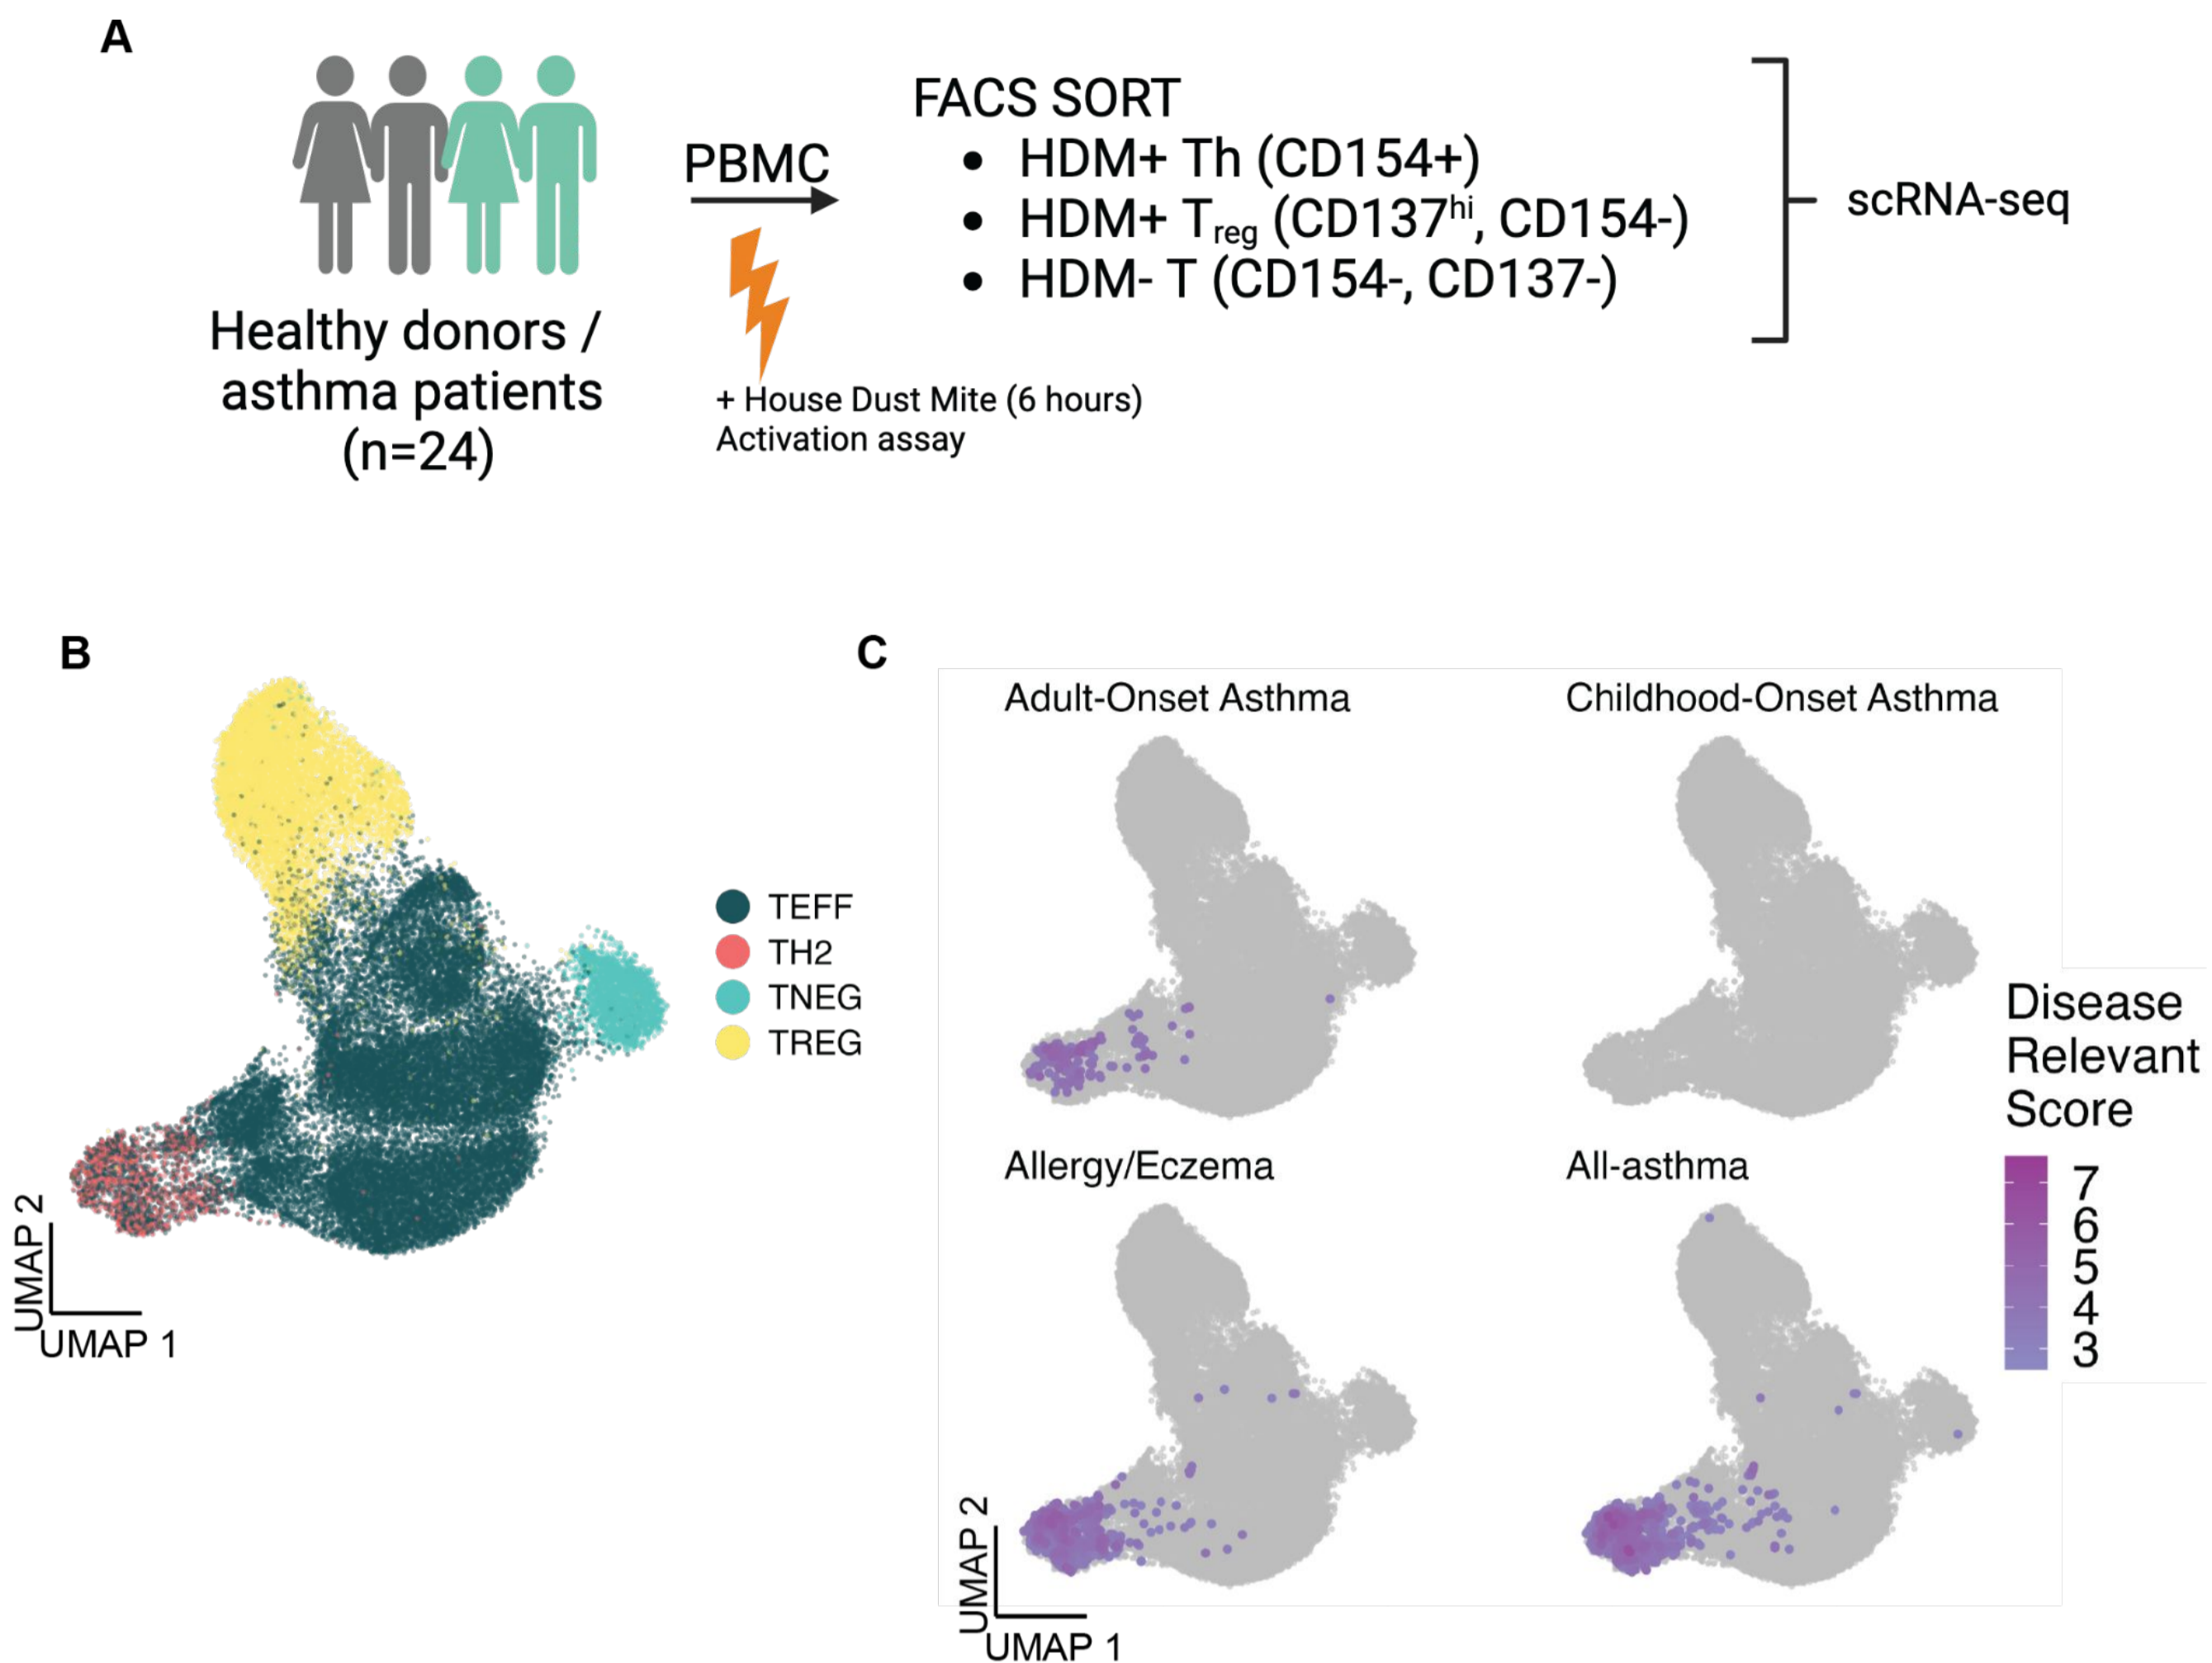 A
Healthy donors /
asthma patients
(n=24)
PBMC
+ House Dust Mite (6 hours)
Activation assay
FACS SORT
• HDM+ Th (CD154+)
• HDM+ Treg (CD137hi, CD154-)
• HDM- T (CD154-, CD137-)
scRNA-seq
B
TEFF
TH2
TNEG
TREG
UMAP 2
UMAP 1
C
Adult-Onset Asthma
Childhood-Onset Asthma
Allergy/Eczema
All-asthma
UMAP 2
UMAP 1
Disease
Relevant
Score
7
6
5
4
3